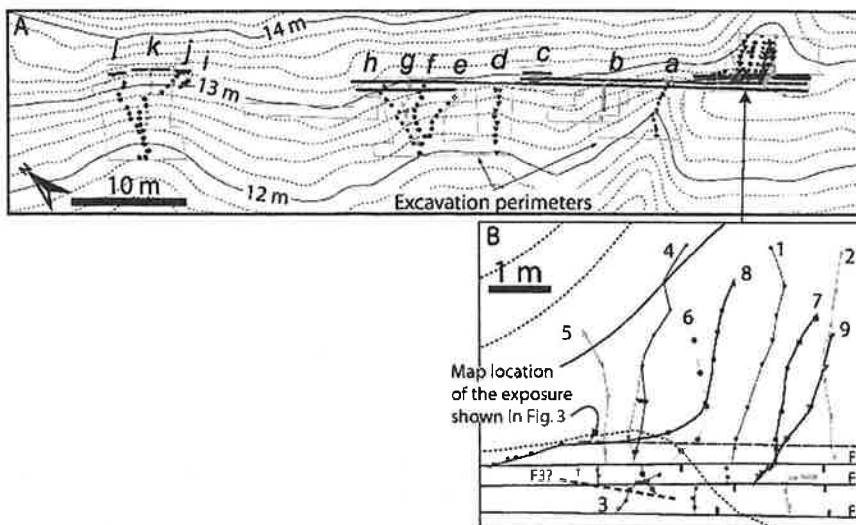 A
14 m
l k j i
h g f e d c b a
13 m
12 m
10 m
Excavation perimeters
B
1 m
4 1 2
8
5 6 7
9
Map location
of the exposure
shown in Fig. 3
F
F3?
F
3
F